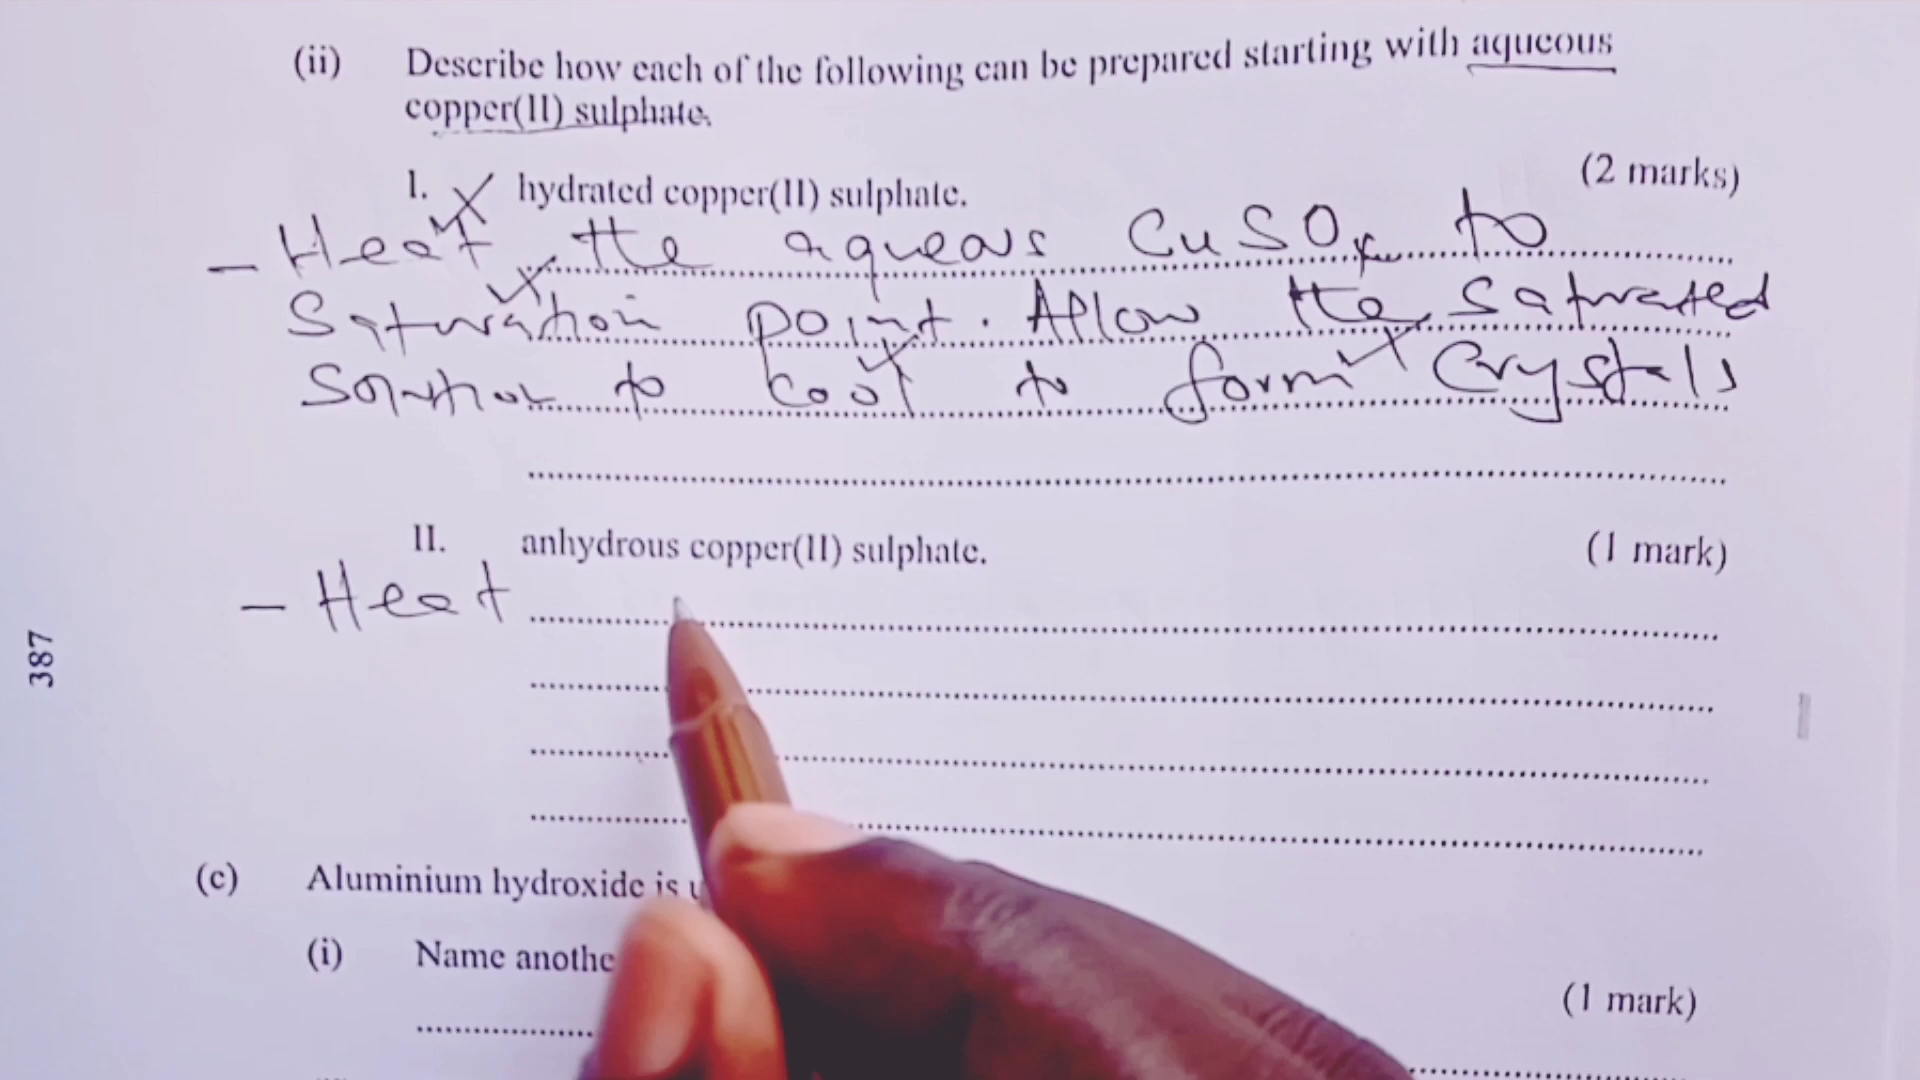 (ii) Describe how each of the following can be prepared starting with aqueous
copper(II) sulphate.
(2 marks)
I. hydrated copper(II) sulphate.
- Heat the aqueous CuSO4 to
Saturation point. Allow the saturated
Solution to cool to form Crystals
II. anhydrous copper(II) sulphate. (1 mark)
- Heat
387
(c) Aluminium hydroxide is
(i) Name
(1 mark)